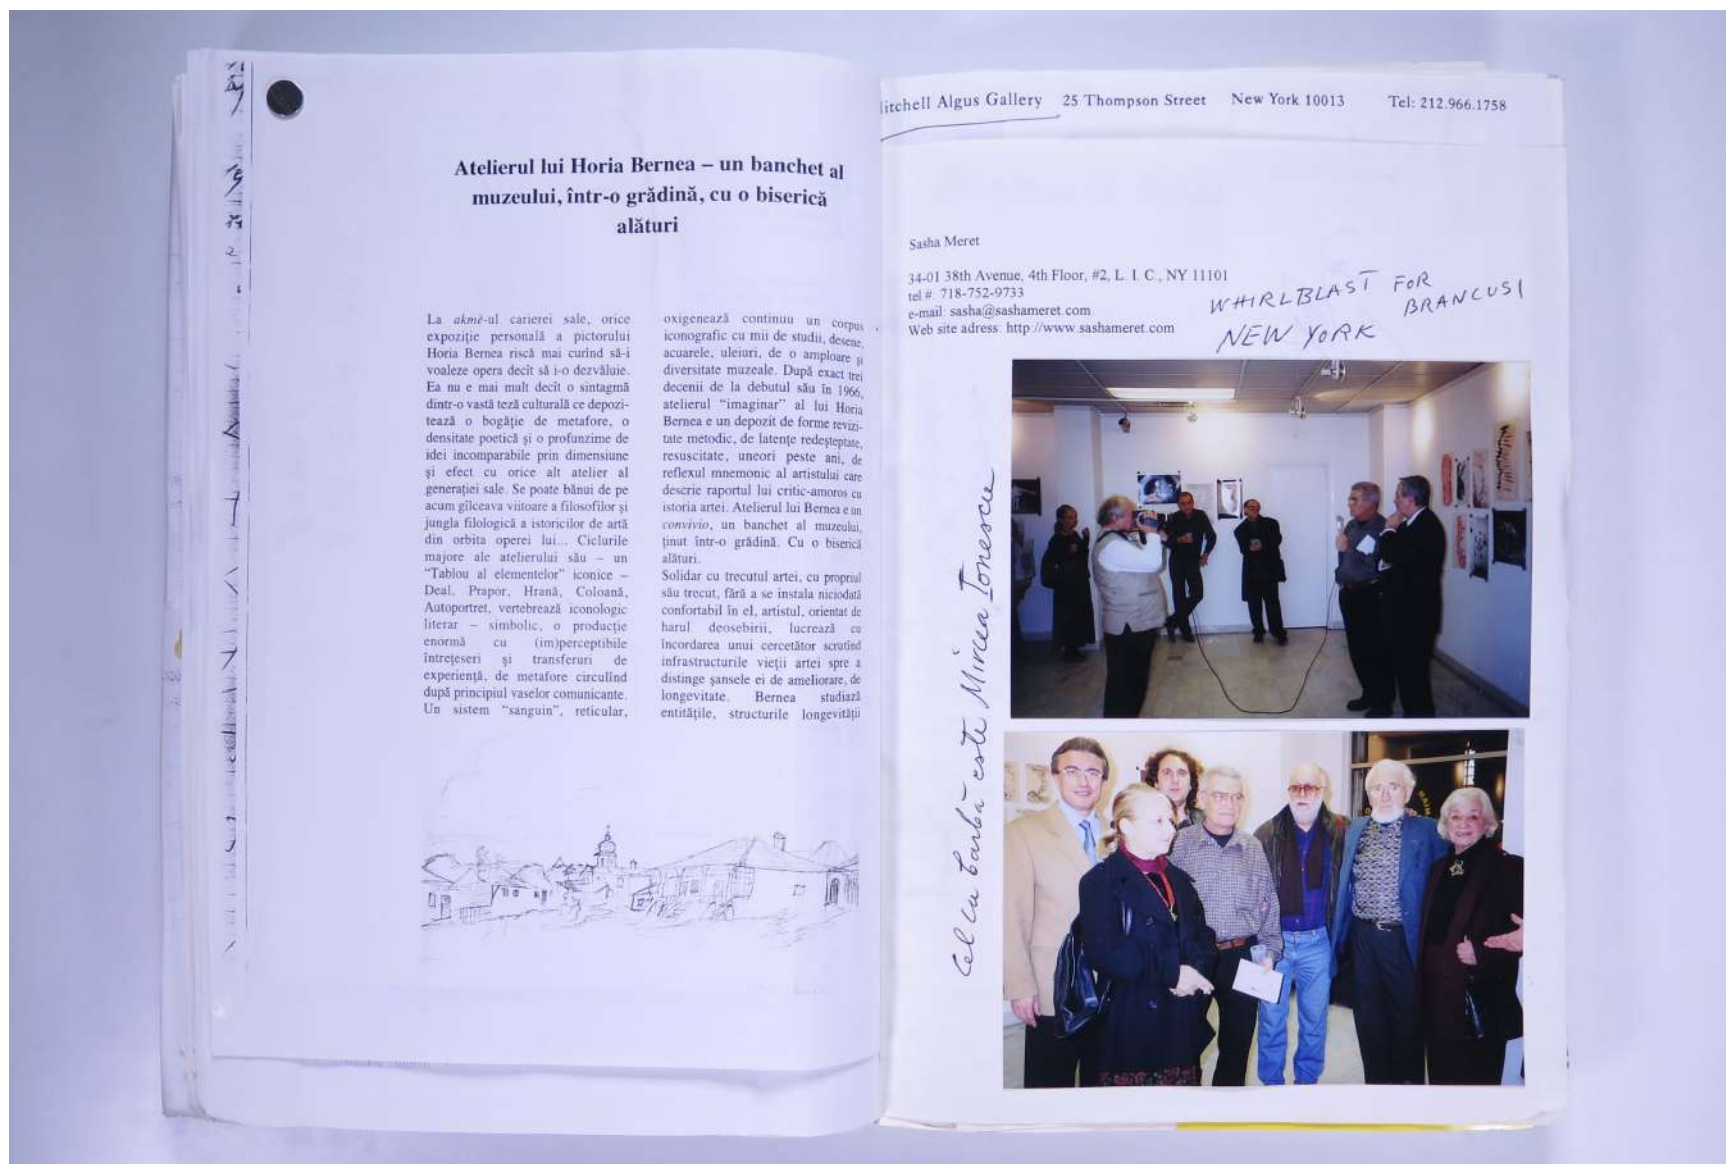 Atelierul lui Horia Bernea – un banchet al
muzeului, într-o grădină, cu o biserică
alături
La akmè-ul carierei sale, orice
expoziție personală a pictorului
Horia Bernea riscă mai curînd să-i
voaleze opera decît să i-o dezvăluie.
Ea nu e mai mult decît o sintagmă
dintr-o vastă teză culturală ce depozi-
tează o bogăție de metafore, o
densitate poetică și o profunzime de
idei incomparabile prin dimensiune
și efect cu orice alt atelier al
generației sale. Se poate bănui de pe
acum gîlceava viitoare a filosofilor și
jungla filologică a istoricilor de artă
din orbita operei lui... Ciclurile
majore ale atelierului său – un
“Tablou al elementelor” iconice –
Deal, Prapor, Hrană, Coloană,
Autoportret, vertebrează iconologic
literar – simbolic, o producție
enormă cu (im)perceptibile
întrețeseri și transferuri de
experiență, de metafore circulînd
după principiul vaselor comunicante.
Un sistem “sanguin”, reticular,
oxigenează continuu un corpus
iconografic cu mii de studii, desene,
acuarele, uleiuri, de o amploare și
diversitate muzeale. După exact trei
decenii de la debutul său în 1966,
atelierul “imaginar” al lui Horia
Bernea e un depozit de forme revizi-
tate metodic, de latențe redeșteptate,
resuscitate, uneori peste ani, de
reflexul mnemonic al artistului care
descrie raportul lui critic-amoros cu
istoria artei. Atelierul lui Bernea e un
convivio, un banchet al muzeului,
ținut într-o grădină. Cu o biserică
alături.
Solidar cu trecutul artei, cu propriul
său trecut, fără a se instala niciodată
confortabil în el, artistul, orientat de
harul deosebirii, lucrează cu
încordarea unui cercetător scrutînd
infrastructurile vieții artei spre a
distinge șansele ei de ameliorare, de
longevitate. Bernea studiază
entitățile, structurile longevității
itchell Algus Gallery 25 Thompson Street New York 10013 Tel: 212.966.1758
Sasha Meret
34-01 38th Avenue, 4th Floor, #2, L. I. C., NY 11101
tel #: 718-752-9733
e-mail: sasha@sashameret.com
Web site adress: http://www.sashameret.com
WHIRLBLAST FOR
BRANCUSI
NEW YORK
Cel cu barbă este Mircea Ionescu